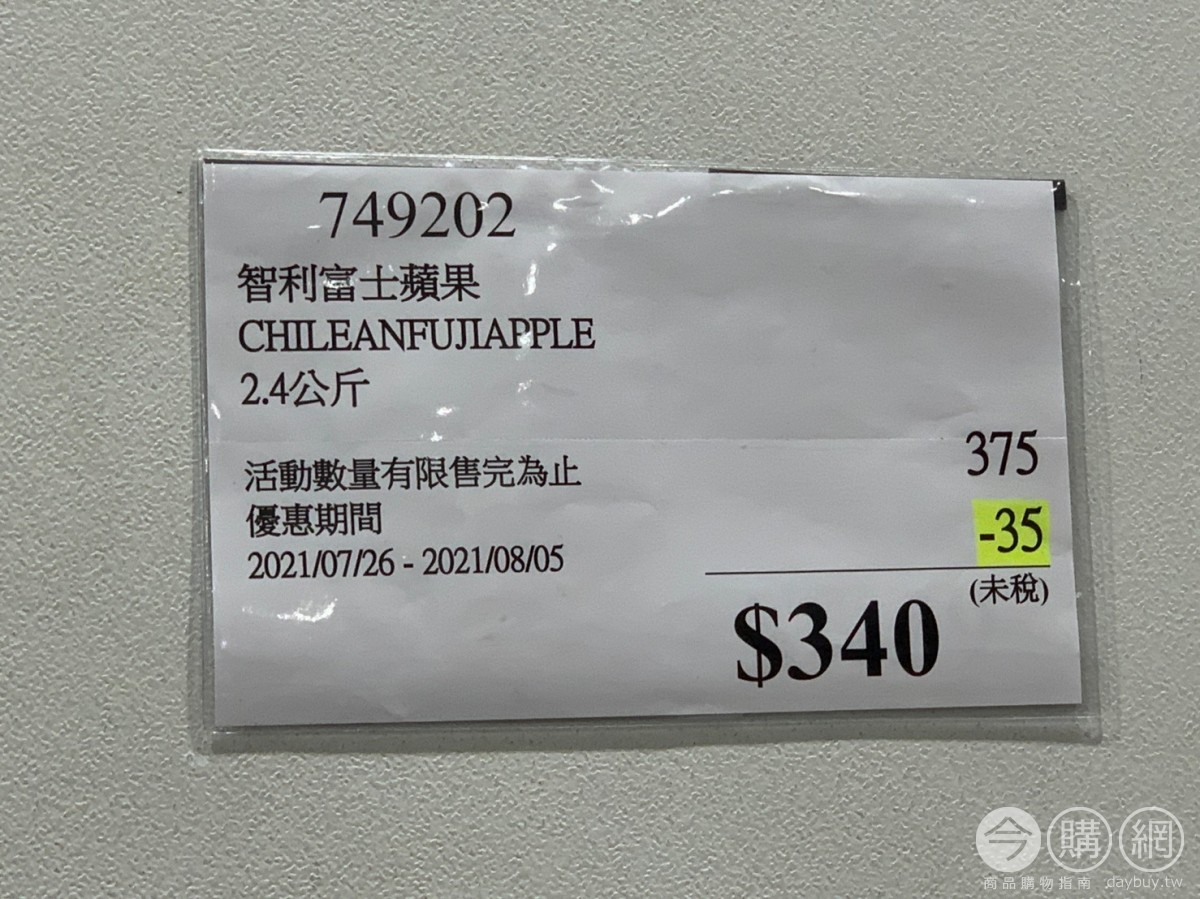 749202
智利富士蘋果
CHILEANFUJIAPPLE
2.4公斤
375
活動數量有限售完為止
-35
優惠期間
2021/07/26 - 2021/08/05
(未稅)
$340
今購網
商品購物指南 daybuy.tw